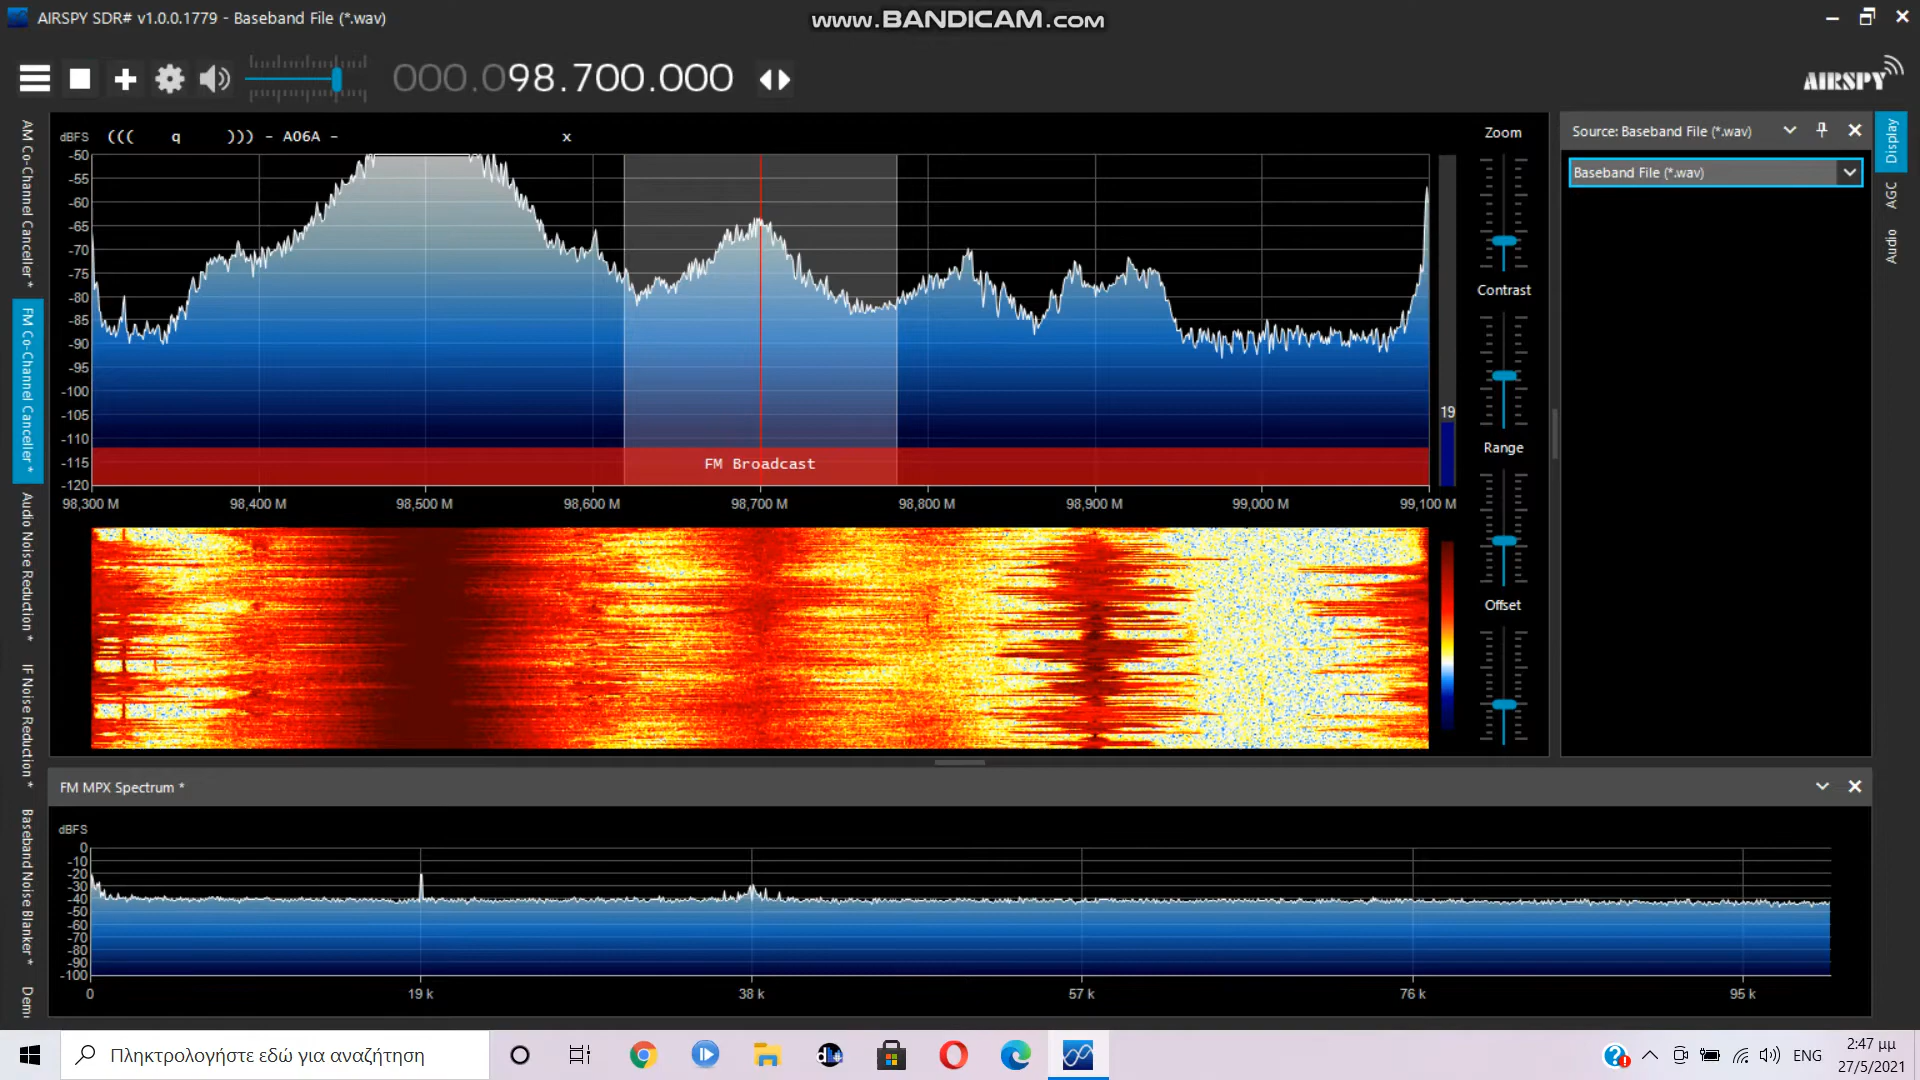 AIRSPY SDR# v1.0.0.1779 - Baseband File (*.wav)
www.BANDICAM.com
000.098.700.000
AIRSPY
dBFS ((( q ))) - A06A - x
-50
-55
-60
-65
-70
-75
-80
-85
-90
-95
-100
-105
-110
-115
-120
FM Broadcast
98,300 M 98,400 M 98,500 M 98,600 M 98,700 M 98,800 M 98,900 M 99,000 M 99,100 M
19
Zoom
Contrast
Range
Offset
Source: Baseband File (*.wav)
Baseband File (*.wav)
Display
AGC
Audio
AM Co-Channel Canceller *
FM Co-Channel Canceller *
Audio Noise Reduction *
IF Noise Reduction *
Baseband Noise Blanker *
FM MPX Spectrum *
dBFS
0
-10
-20
-30
-40
-50
-60
-70
-80
-90
-100
0 19 k 38 k 57 k 76 k 95 k
Πληκτρολογήστε εδώ για αναζήτηση
ENG
2:47 μμ
27/5/2021